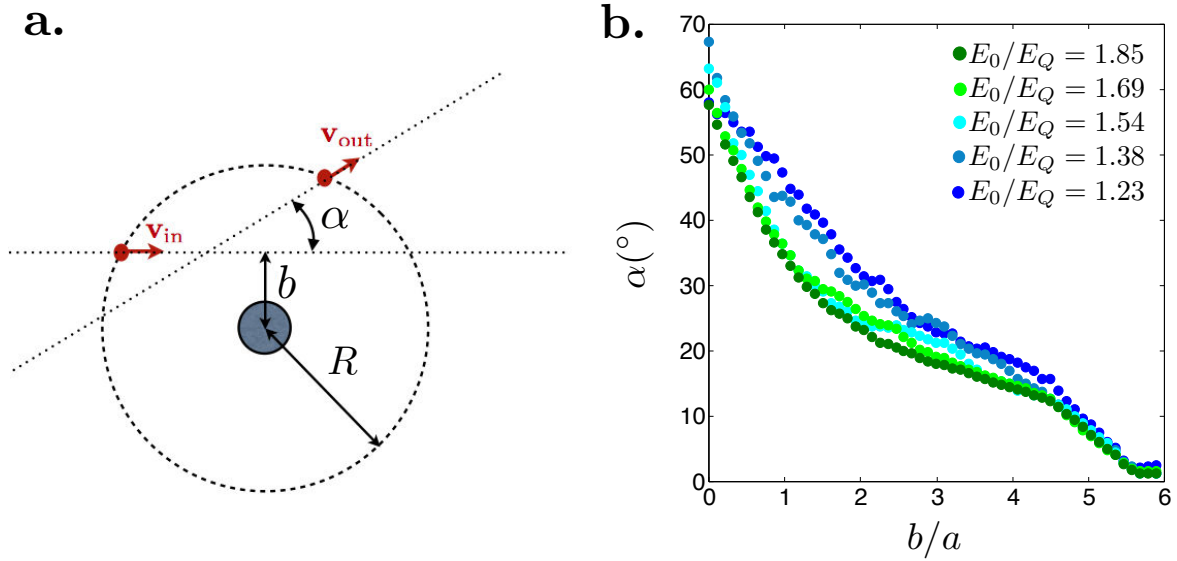 a.
v_out
v_in
α
b
R
b.
70
60
50
40
30
20
10
0
α(°)
E_0/E_Q = 1.85
E_0/E_Q = 1.69
E_0/E_Q = 1.54
E_0/E_Q = 1.38
E_0/E_Q = 1.23
0 1 2 3 4 5 6
b/a